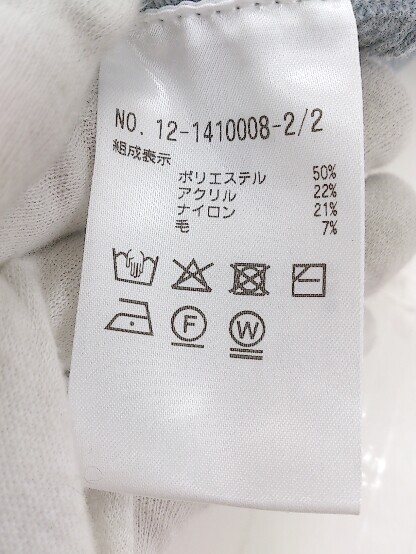 NO. 12-1410008-2/2
組成表示
ポリエステル 50%
アクリル 22%
ナイロン 21%
毛 7%
F W